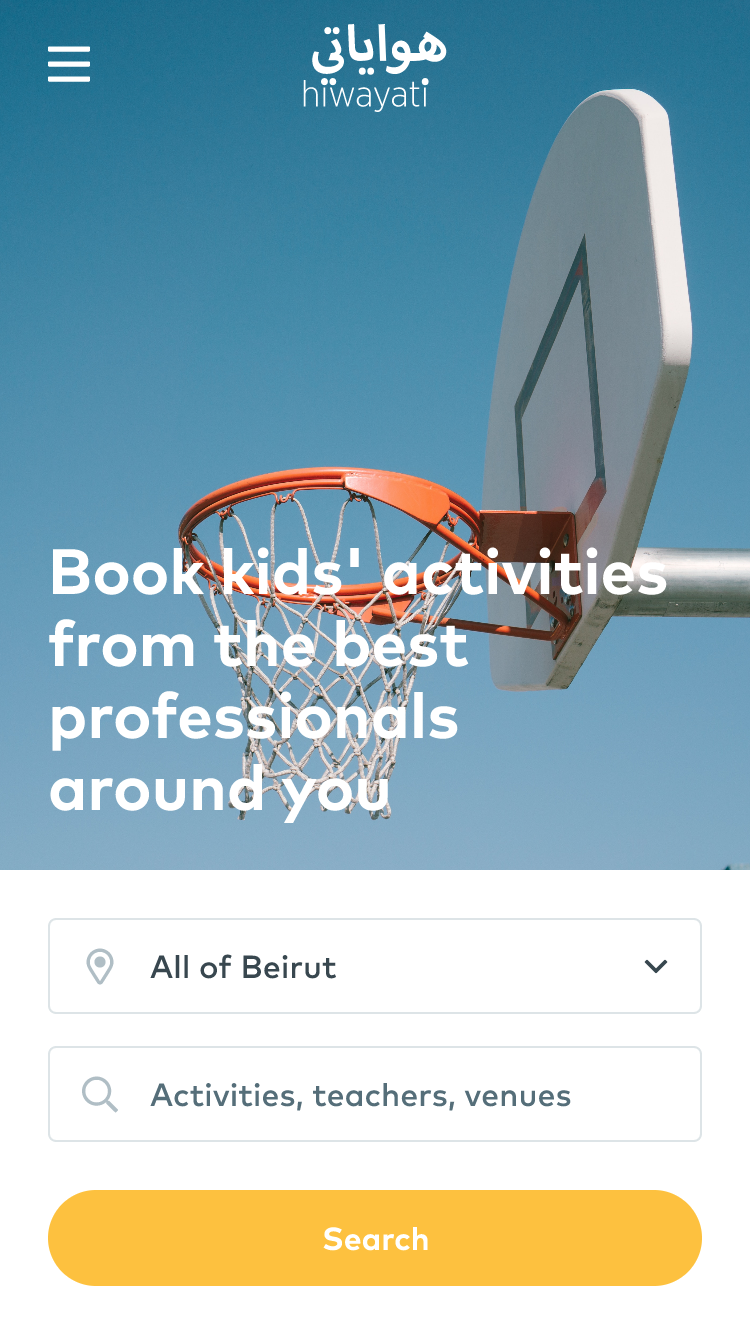 هواياتي
hiwayati
Book kids' activities
from the best
professionals
around you
All of Beirut
Activities, teachers, venues
Search